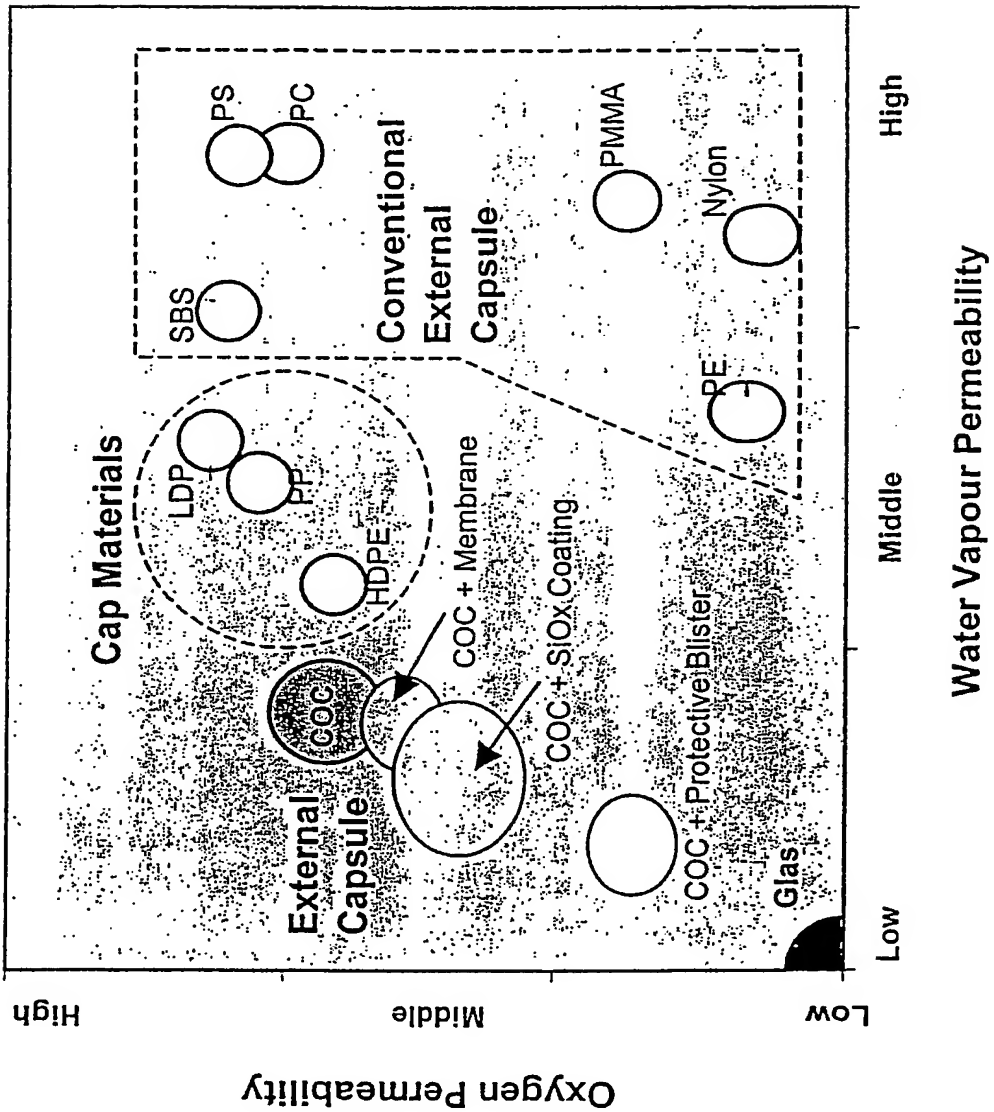 Oxygen Permeability
High
Middle
Low
Water Vapour Permeability
Low
Middle
High
Cap Materials
LDP
PP
HDPE
SBS
PS
PC
Conventional
External
Capsule
PMMA
Nylon
PE
External
Capsule
COC
COC + Membrane
COC + SiOx Coating
COC + Protective Blister
Glas